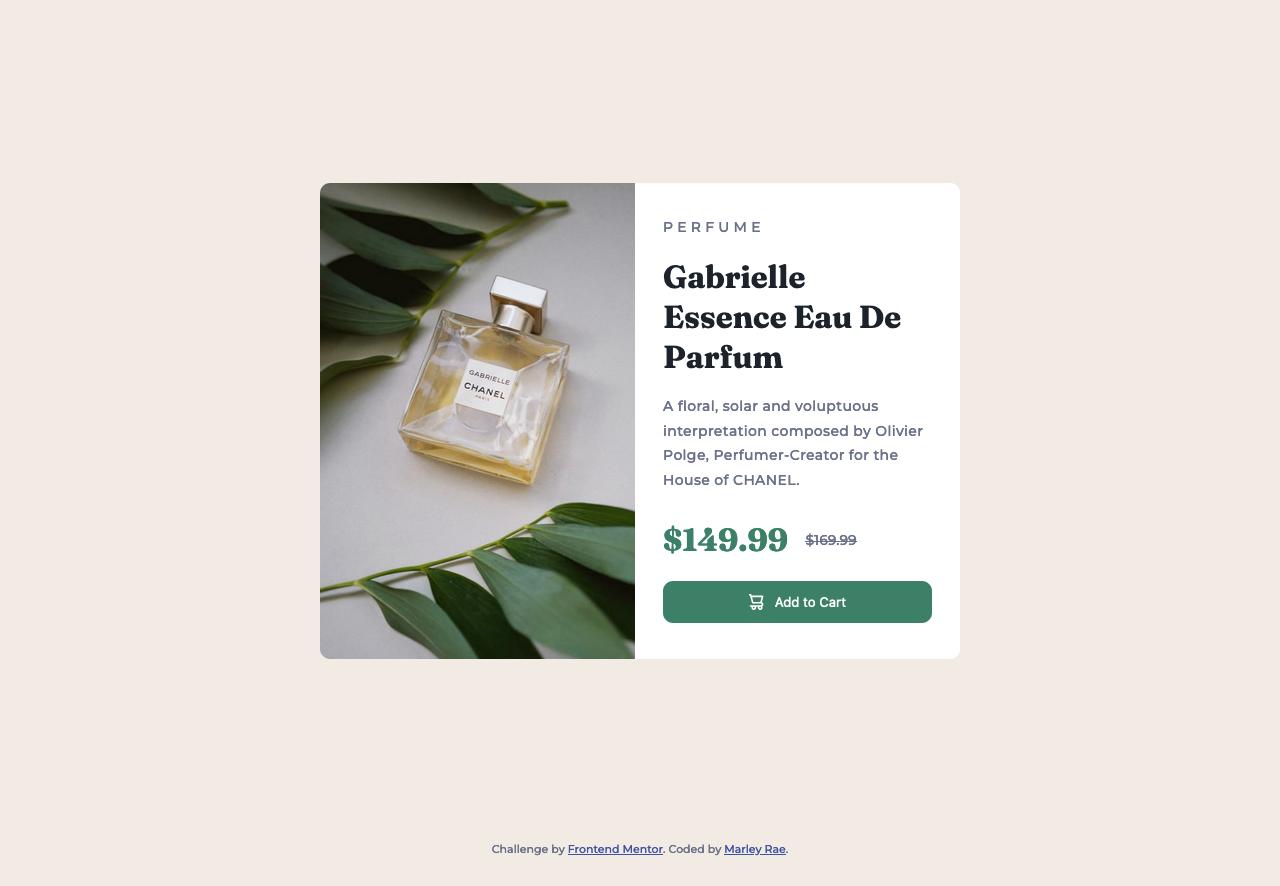 GABRIELLE
CHANEL
PARIS
PERFUME
Gabrielle
Essence Eau De
Parfum
A floral, solar and voluptuous
interpretation composed by Olivier
Polge, Perfumer-Creator for the
House of CHANEL.
$149.99 $169.99
Add to Cart
Challenge by Frontend Mentor. Coded by Marley Rae.